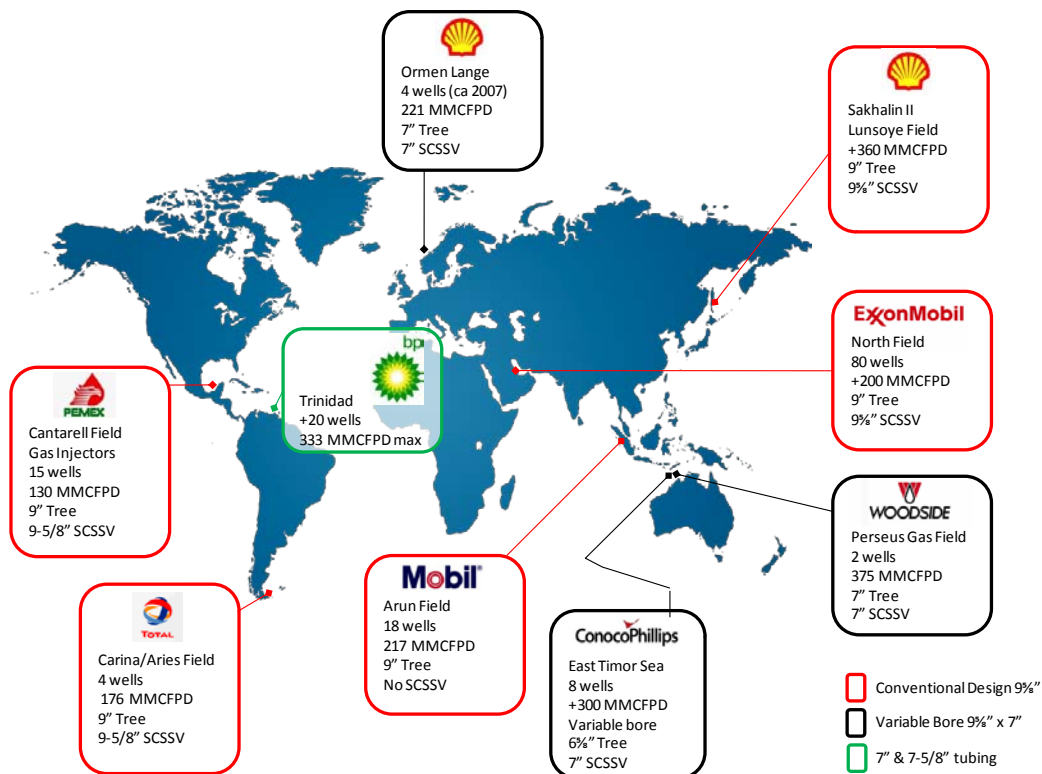 Ormen Lange
4 wells (ca 2007)
221 MMCFPD
7” Tree
7” SCSSV
Sakhalin II
Lunsoye Field
+360 MMCFPD
9” Tree
9⅝” SCSSV
ExxonMobil
North Field
80 wells
+200 MMCFPD
9” Tree
9⅝” SCSSV
bp
Trinidad
+20 wells
333 MMCFPD max
PEMEX
Cantarell Field
Gas Injectors
15 wells
130 MMCFPD
9” Tree
9-5/8” SCSSV
WOODSIDE
Perseus Gas Field
2 wells
375 MMCFPD
7” Tree
7” SCSSV
Mobil®
Arun Field
18 wells
217 MMCFPD
9” Tree
No SCSSV
TOTAL
Carina/Aries Field
4 wells
176 MMCFPD
9” Tree
9-5/8” SCSSV
ConocoPhillips
East Timor Sea
8 wells
+300 MMCFPD
Variable bore
6⅝” Tree
7” SCSSV
Conventional Design 9⅝”
Variable Bore 9⅝” x 7”
7” & 7-5/8” tubing